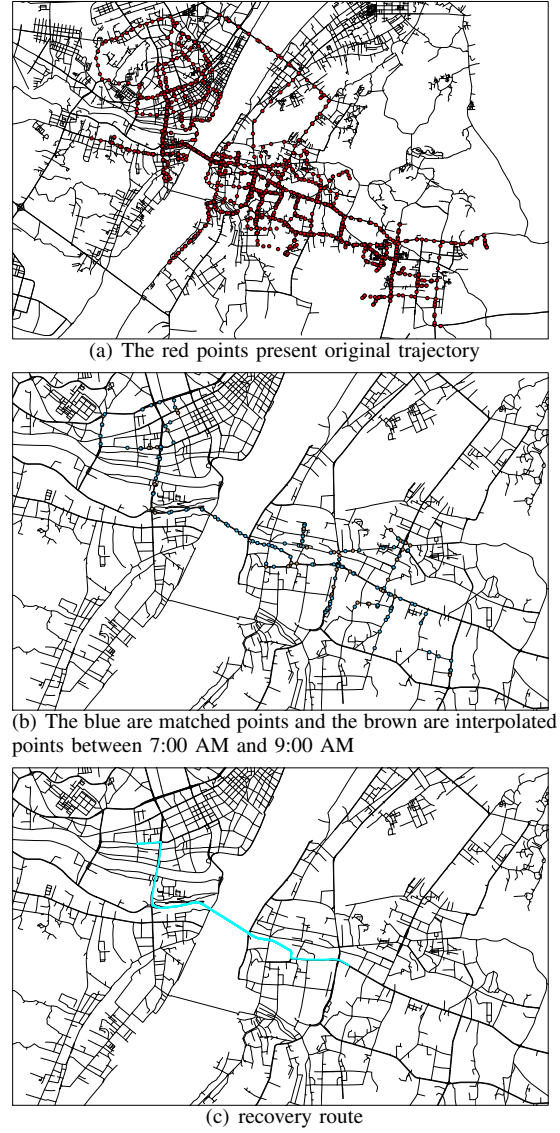 (a) The red points present original trajectory
(b) The blue are matched points and the brown are interpolated
points between 7:00 AM and 9:00 AM
(c) recovery route